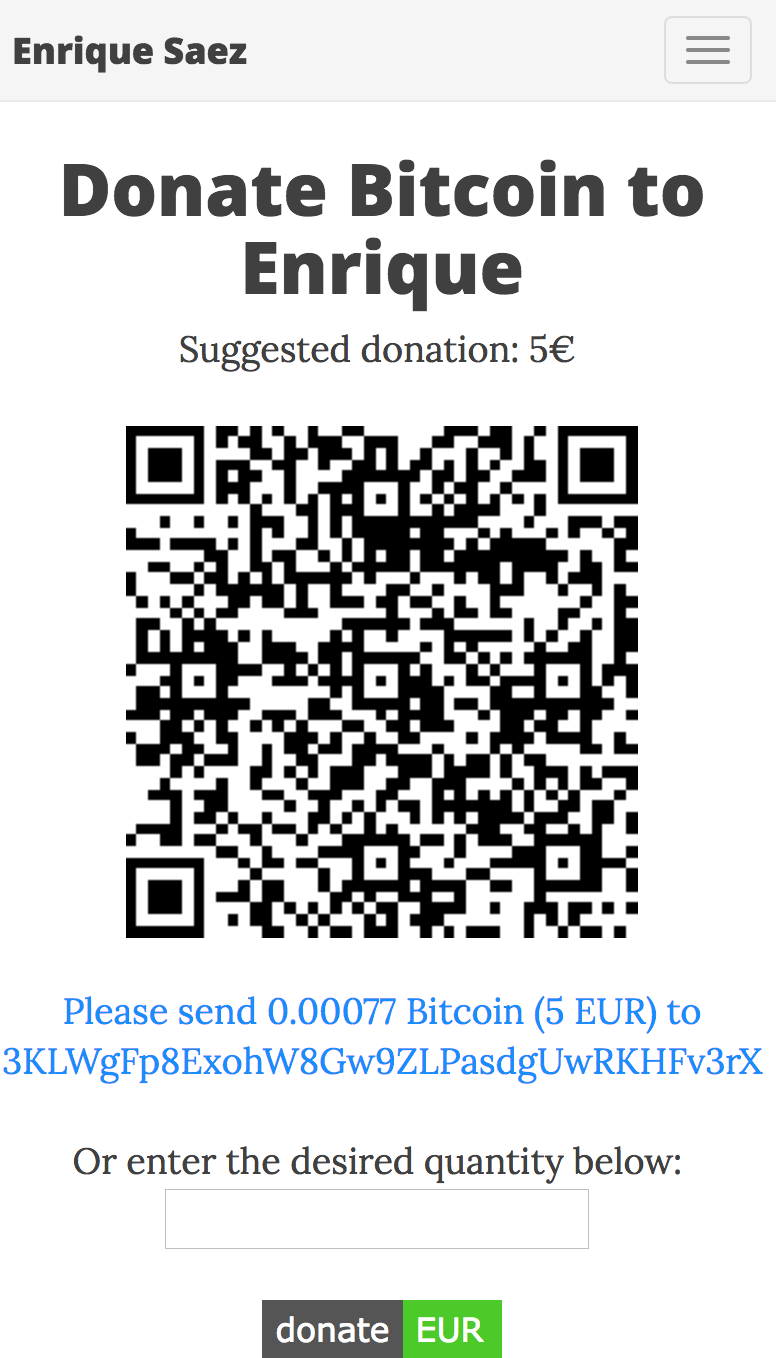 Enrique Saez
Donate Bitcoin to
Enrique
Suggested donation: 5€
Please send 0.00077 Bitcoin (5 EUR) to
3KLWgFp8ExohW8Gw9ZLPasdgUwRKHFv3rX
Or enter the desired quantity below:
donate EUR